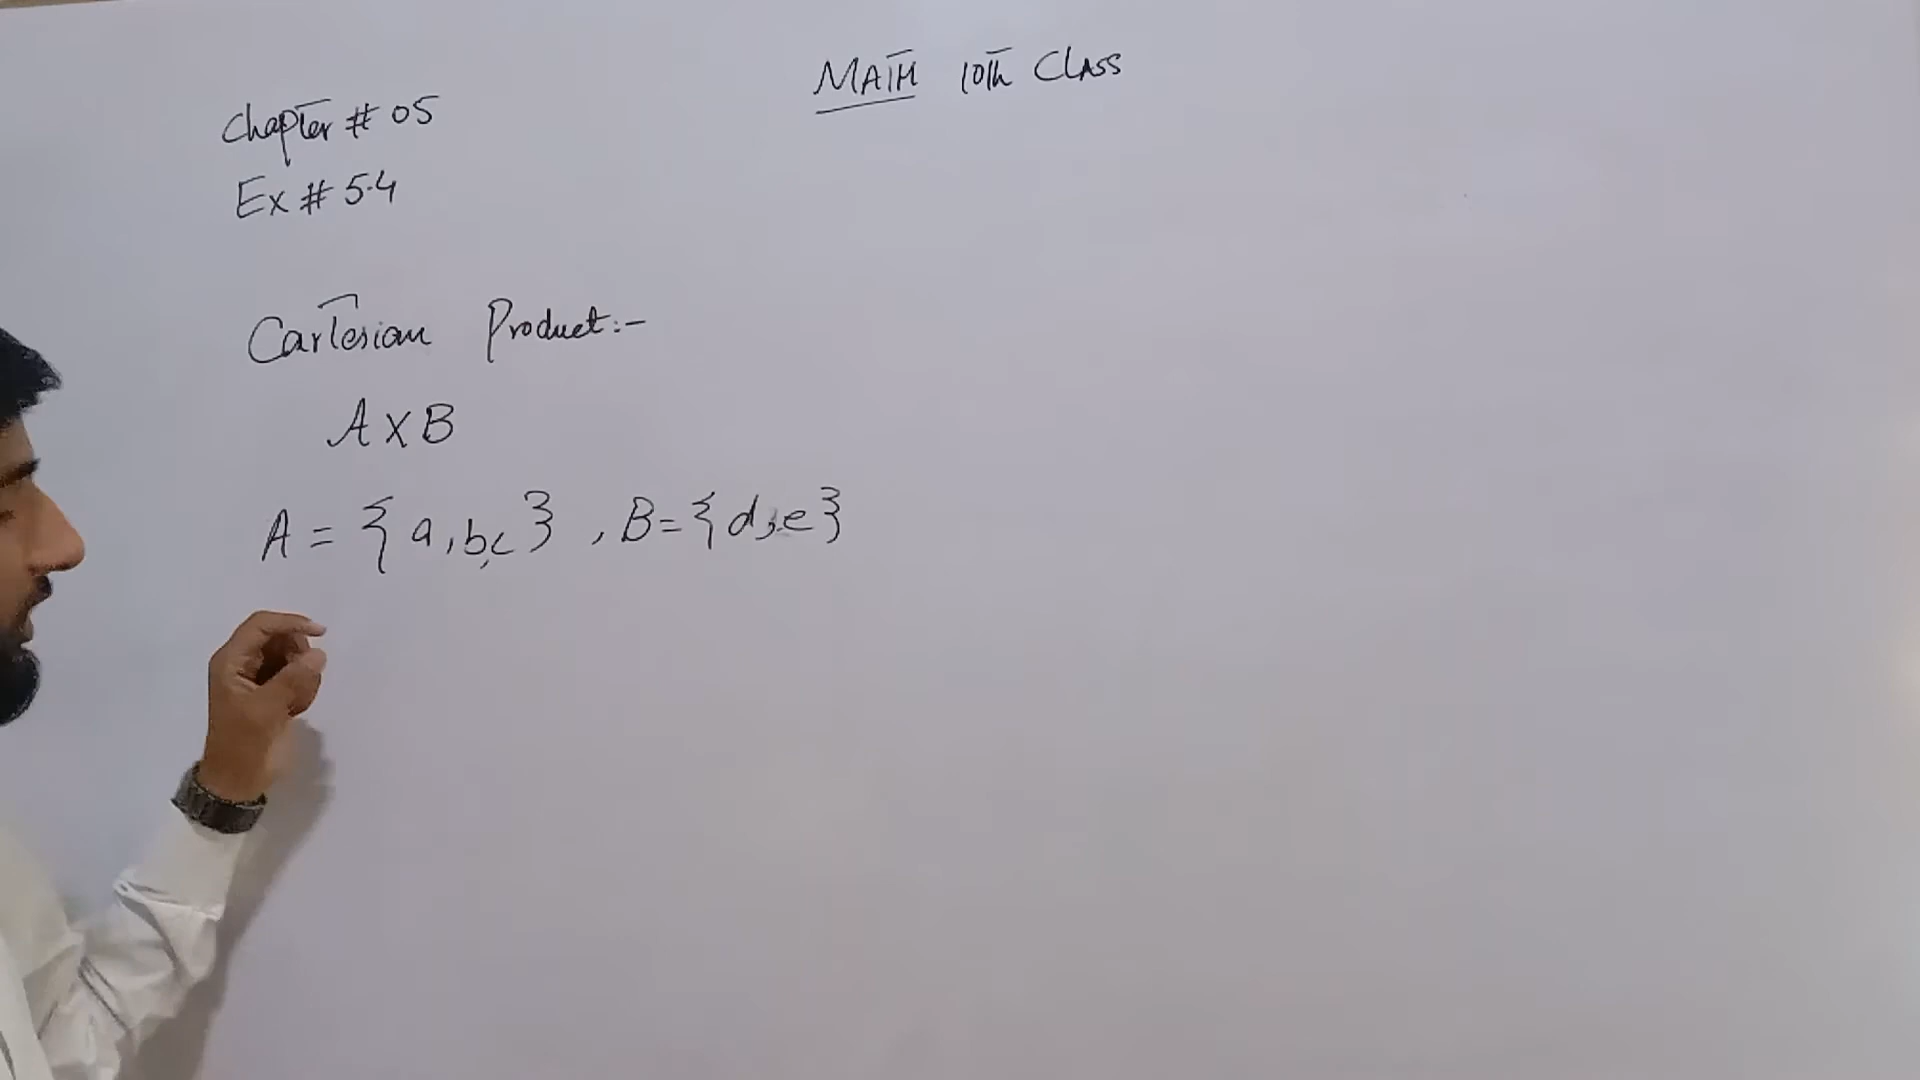 MATH 10th Class
Chapter # 05
Ex # 5.4
Cartesian Product:-
A×B
A = {a,b,c} , B={d,e}